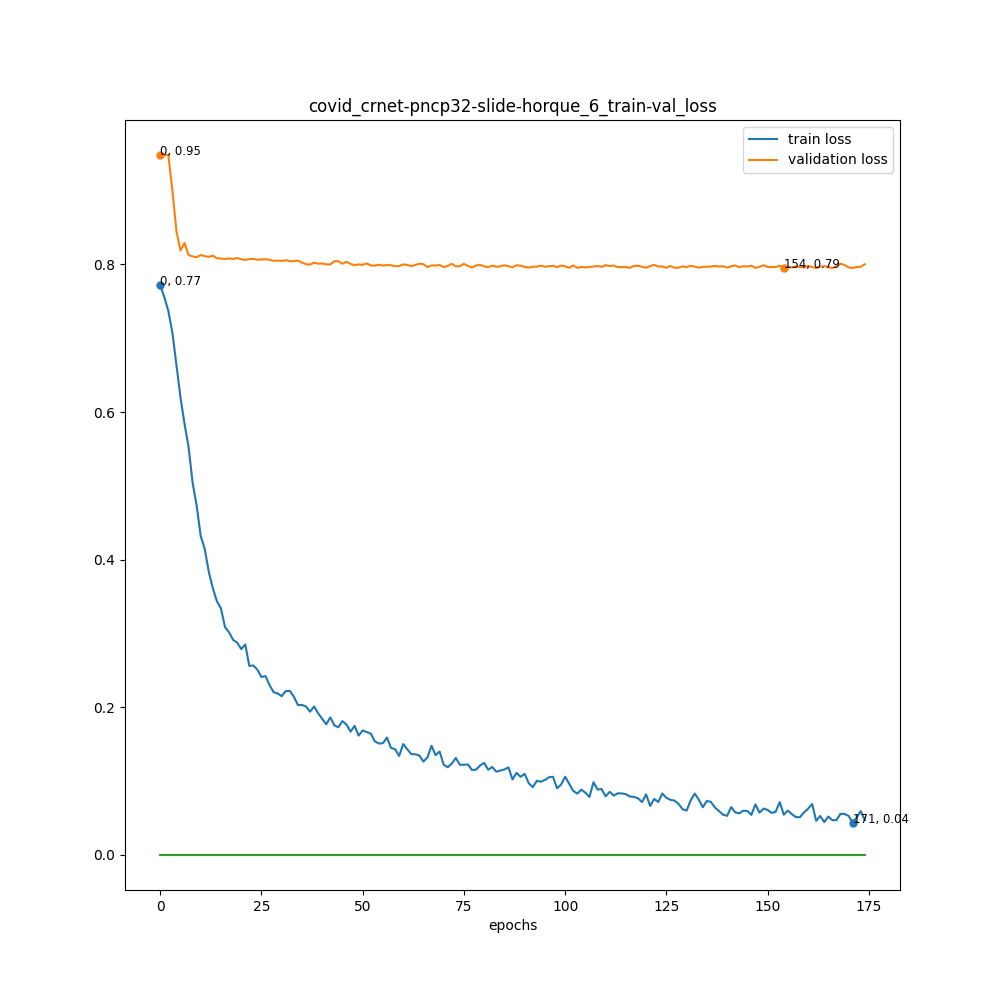 covid_crnet-pncp32-slide-horque_6_train-val_loss
train loss
validation loss
0, 0.95
0, 0.77
154, 0.79
171, 0.04
0.8
0.6
0.4
0.2
0.0
0 25 50 75 100 125 150 175
epochs